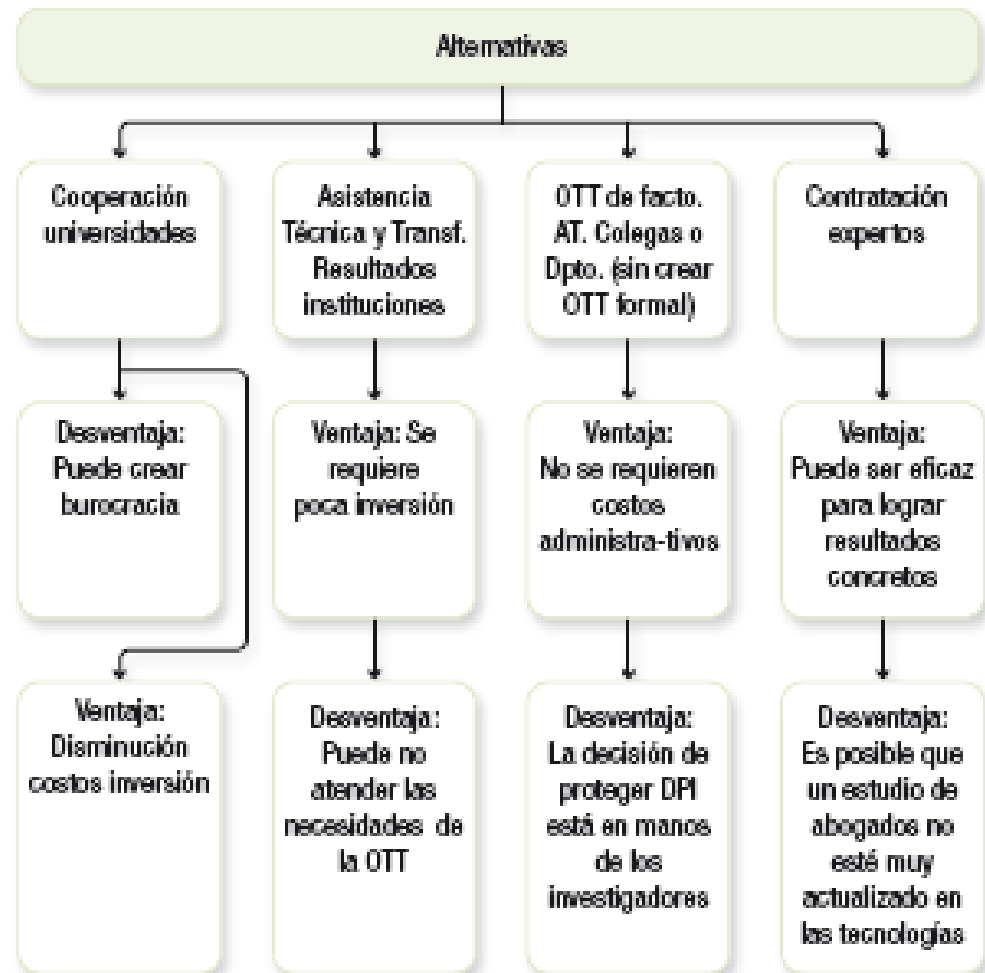 Alternativas
Cooperación
universidades
Asistencia
Técnica y Transf.
Resultados
instituciones
OTT de facto.
AT. Colegas o
Dpto. (sin crear
OTT formal)
Contratación
expertos
Desventaja:
Puede crear
burocracia
Ventaja: Se
requiere
poca inversión
Ventaja:
No se requieren
costos
administra-tivos
Ventaja:
Puede ser eficaz
para lograr
resultados
concretos
Ventaja:
Disminución
costos inversión
Desventaja:
Puede no
atender las
necesidades de
la OTT
Desventaja:
La decisión de
proteger DPI
está en manos
de los
investigadores
Desventaja:
Es posible que
un estudio de
abogados no
esté muy
actualizado en
las tecnologías